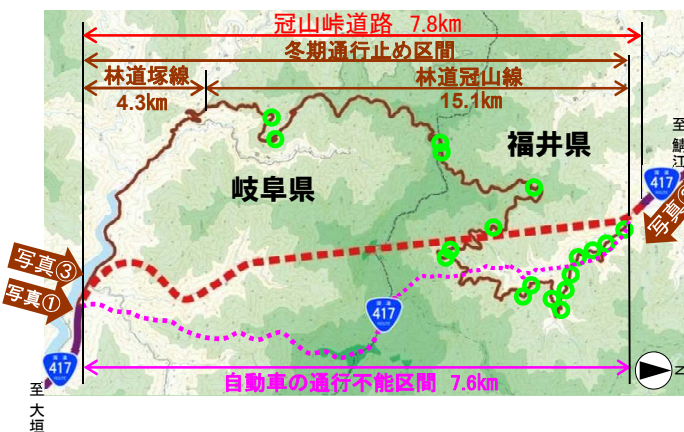 冠山峠道路 7.8km
冬期通行止め区間
林道塚線
4.3km
林道冠山線
15.1km
至
鯖
江
福井県
岐阜県
417
写真
写真③
写真①
417
417
自動車の通行不能区間 7.6km
至
大
垣
N